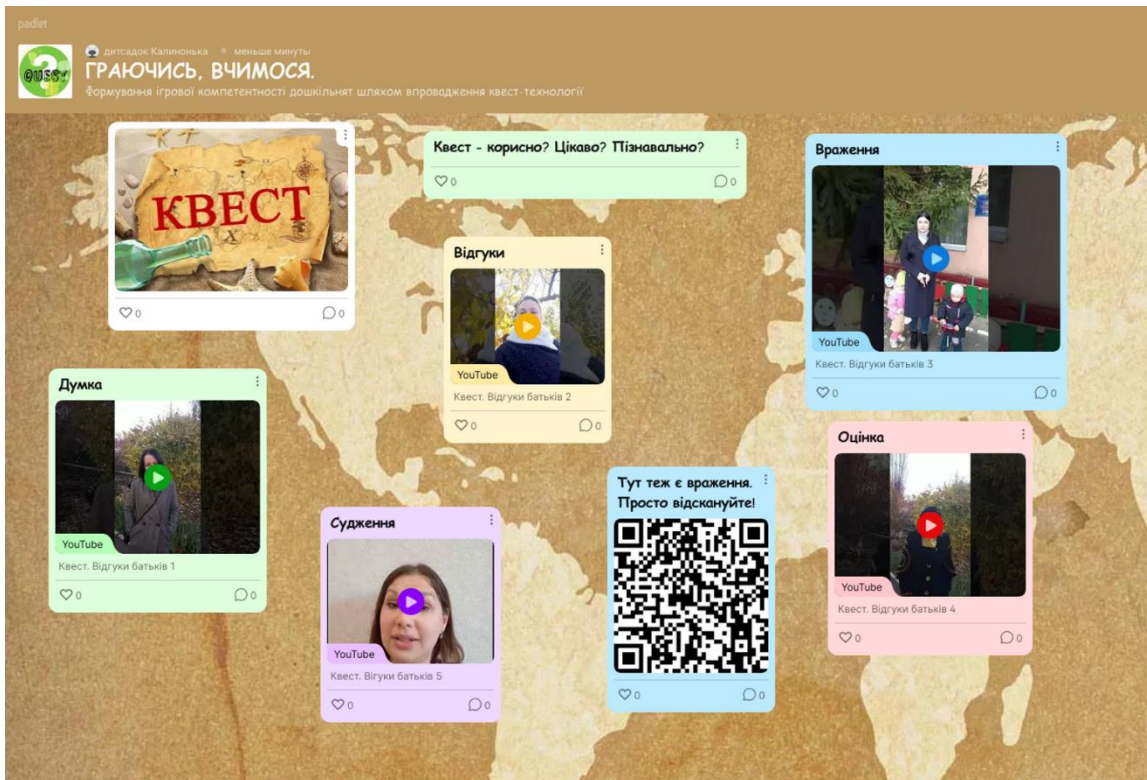 padlet
QUEST
дитсадок Калинонька • меньше минуты
ГРАЮЧИСЬ, ВЧИМОСЯ.
Формування ігрової компетентності дошкільнят шляхом впровадження квест-технології
КВЕСТ
0 0
Квест - корисно? Цікаво? Пізнавально?
0 0
Враження
YouTube
Квест. Відгуки батьків 3
0 0
Відгуки
YouTube
Квест. Відгуки батьків 2
0 0
Думка
YouTube
Квест. Відгуки батьків 1
0 0
Оцінка
YouTube
Квест. Відгуки батьків 4
0 0
Тут теж є враження.
Просто відскануйте!
0 0
Судження
YouTube
Квест. Вігуки батьків 5
0 0